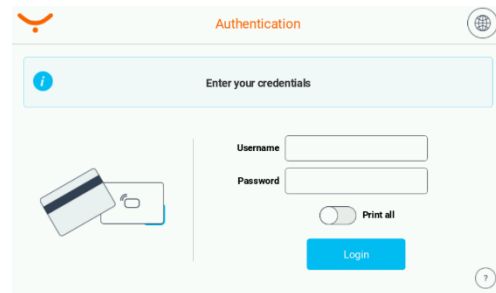 Authentication
i
Enter your credentials
Username
Password
Print all
Login
?